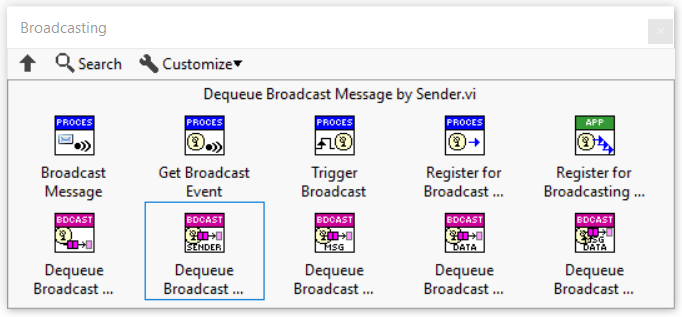 Broadcasting
Search
Customize
Dequeue Broadcast Message by Sender.vi
PROCES PROCES PROCES PROCES APP
Broadcast Get Broadcast Trigger Register for Register for
Message Event Broadcast Broadcast ... Broadcasting ...
BDCAST BDCAST BDCAST BDCAST BDCAST
SENDER MSG DATA MSG DATA
Dequeue Dequeue Dequeue Dequeue Dequeue
Broadcast ... Broadcast ... Broadcast ... Broadcast ... Broadcast ...